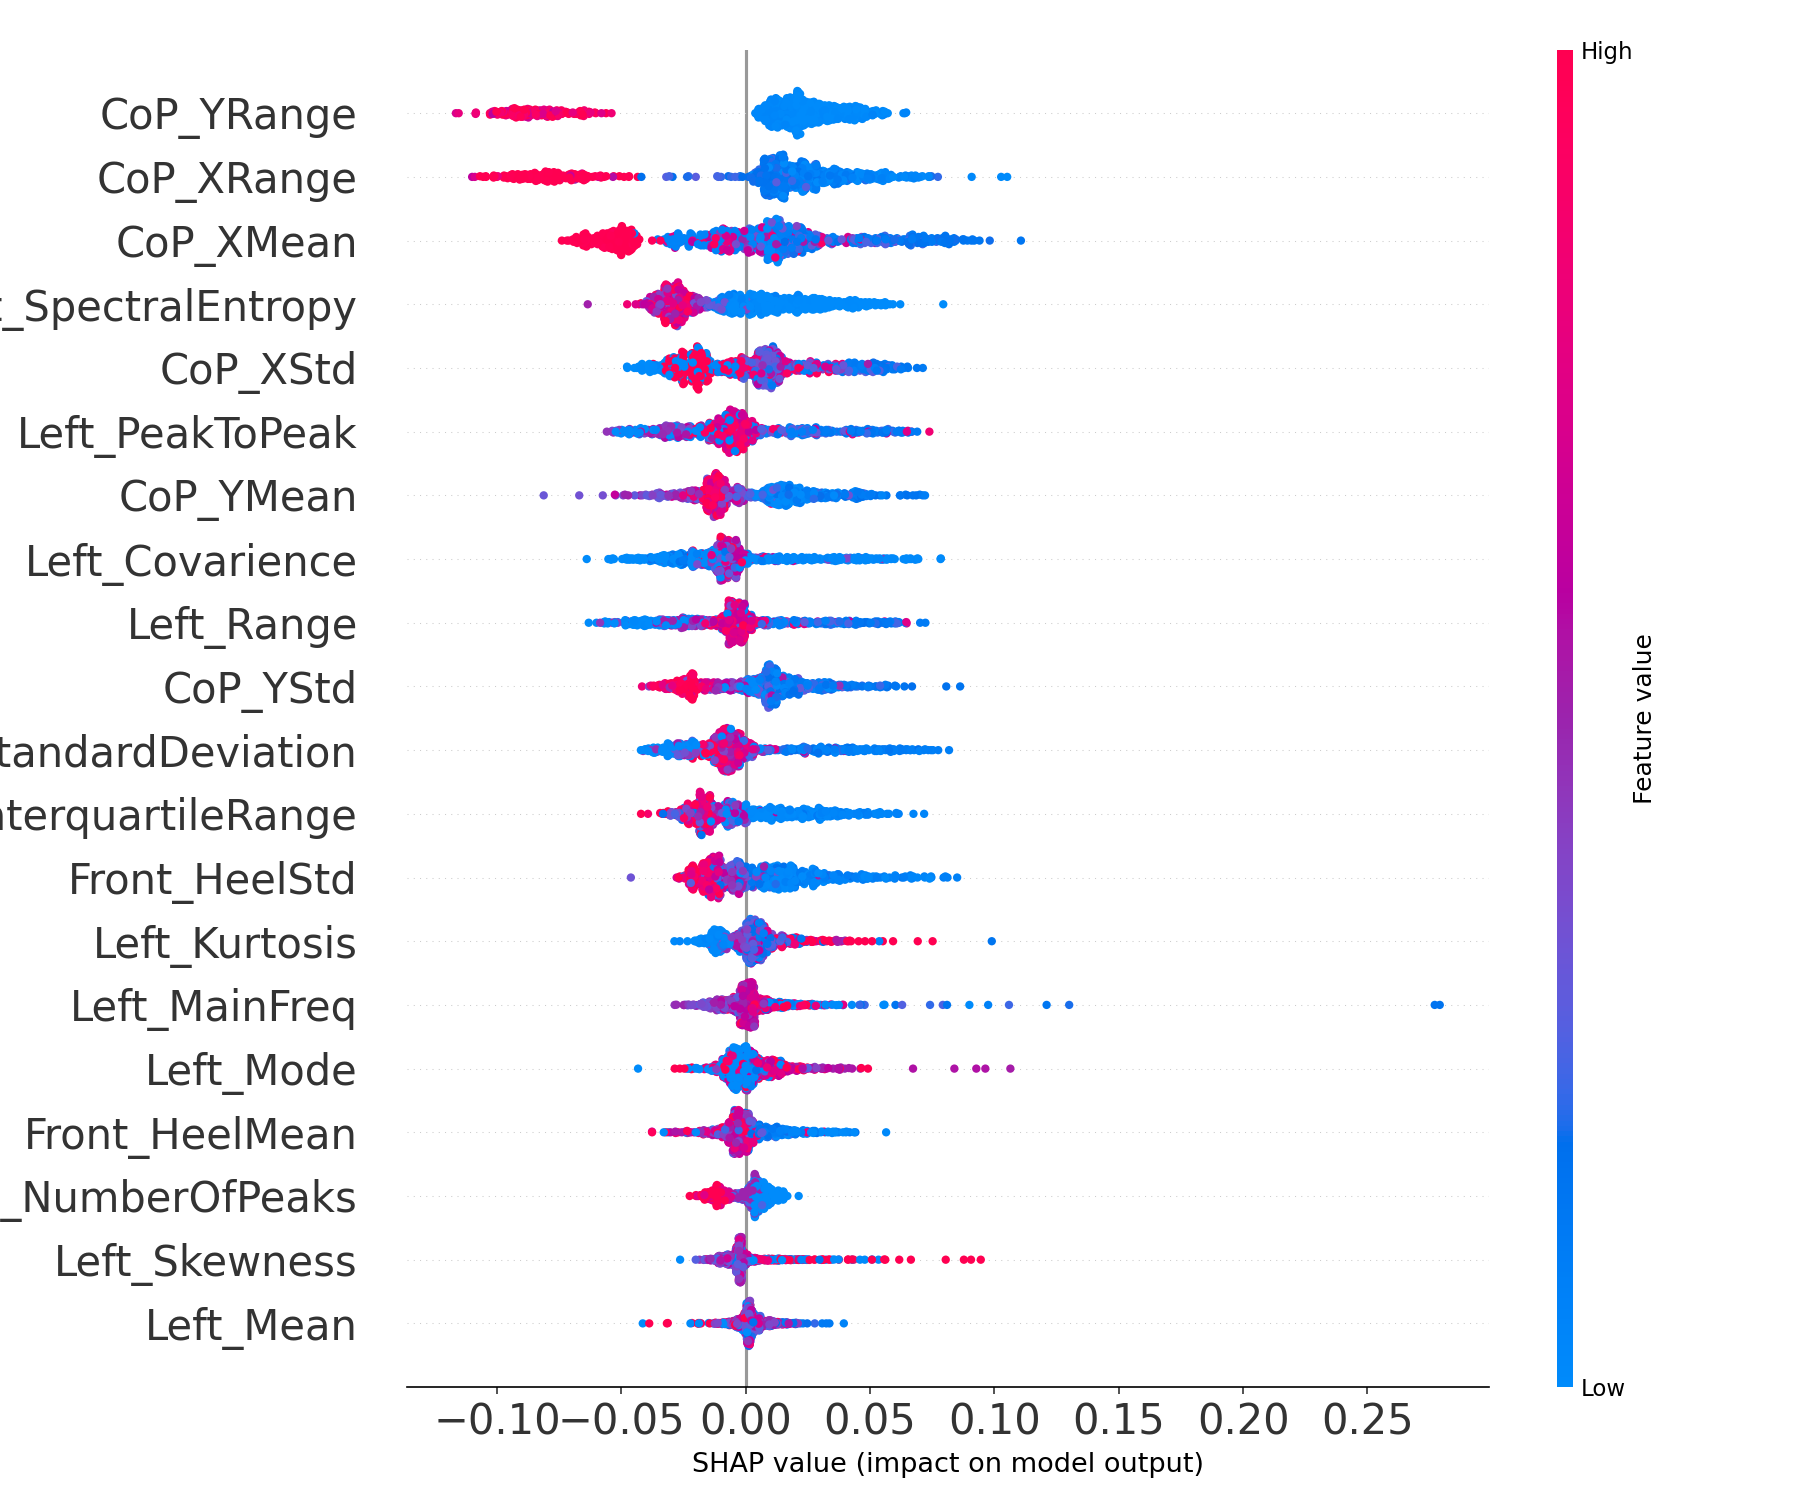 High
CoP_YRange
CoP_XRange
CoP_XMean
_SpectralEntropy
CoP_XStd
Left_PeakToPeak
CoP_YMean
Left_Covarience
Left_Range
CoP_YStd
tandardDeviation
nterquartileRange
Front_HeelStd
Left_Kurtosis
Left_MainFreq
Left_Mode
Front_HeelMean
_NumberOfPeaks
Left_Skewness
Left_Mean
Feature value
Low
−0.10 −0.05 0.00 0.05 0.10 0.15 0.20 0.25
SHAP value (impact on model output)